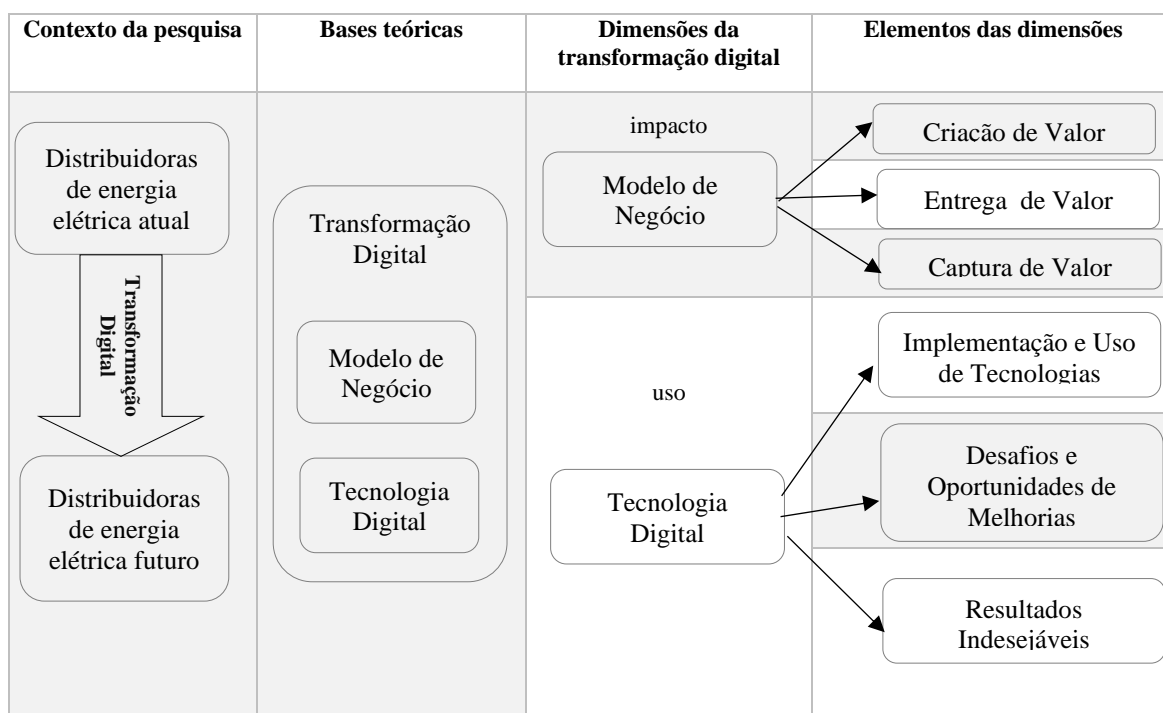 Contexto da pesquisa
Bases teóricas
Dimensões da
transformação digital
Elementos das dimensões
Distribuidoras
de energia
elétrica atual
Transformação
Digital
Distribuidoras
de energia
elétrica futuro
Transformação
Digital
Modelo de
Negócio
Tecnologia
Digital
impacto
Modelo de
Negócio
uso
Tecnologia
Digital
Criação de Valor
Entrega de Valor
Captura de Valor
Implementação e Uso
de Tecnologias
Desafios e
Oportunidades de
Melhorias
Resultados
Indesejáveis